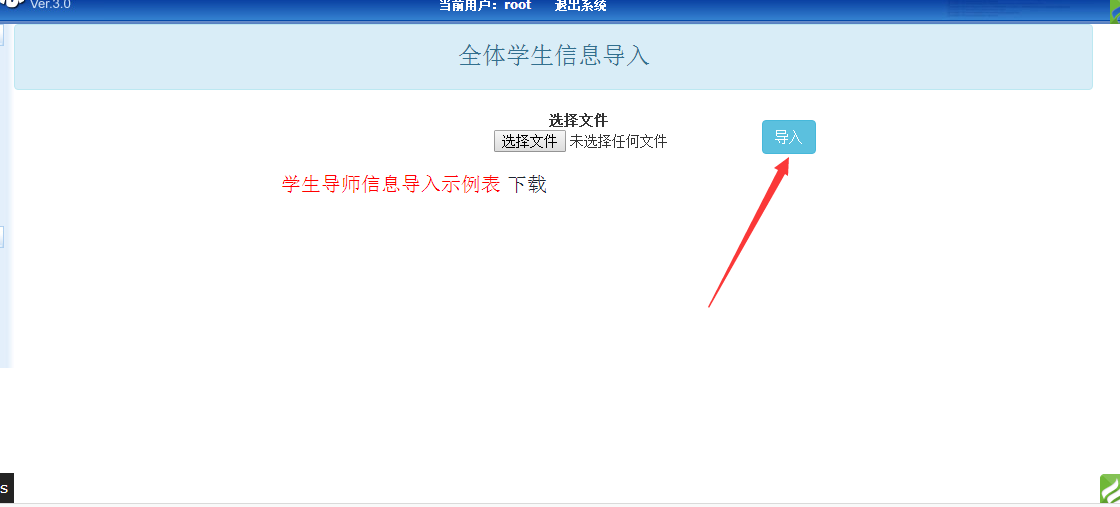 Ver.3.0
当前用户：root 退出系统
全体学生信息导入
选择文件
选择文件 未选择任何文件
导入
学生导师信息导入示例表 下载
s